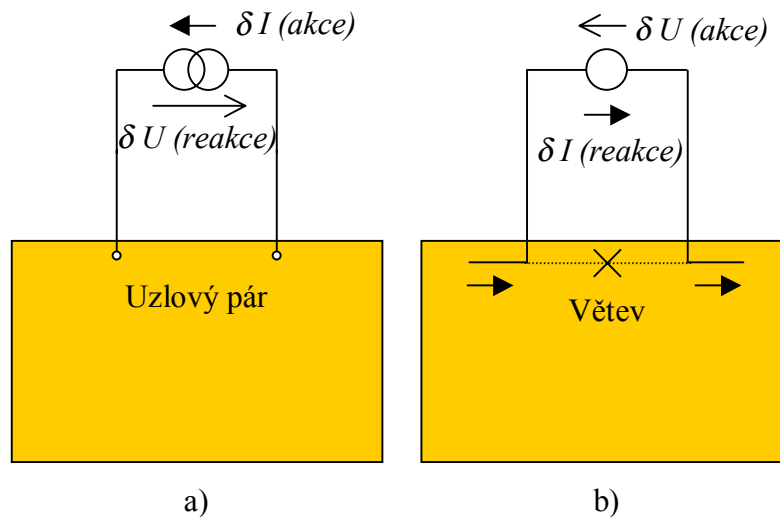 δ I (akce)
δ U (reakce)
Uzlový pár
a)
δ U (akce)
δ I (reakce)
Větev
b)